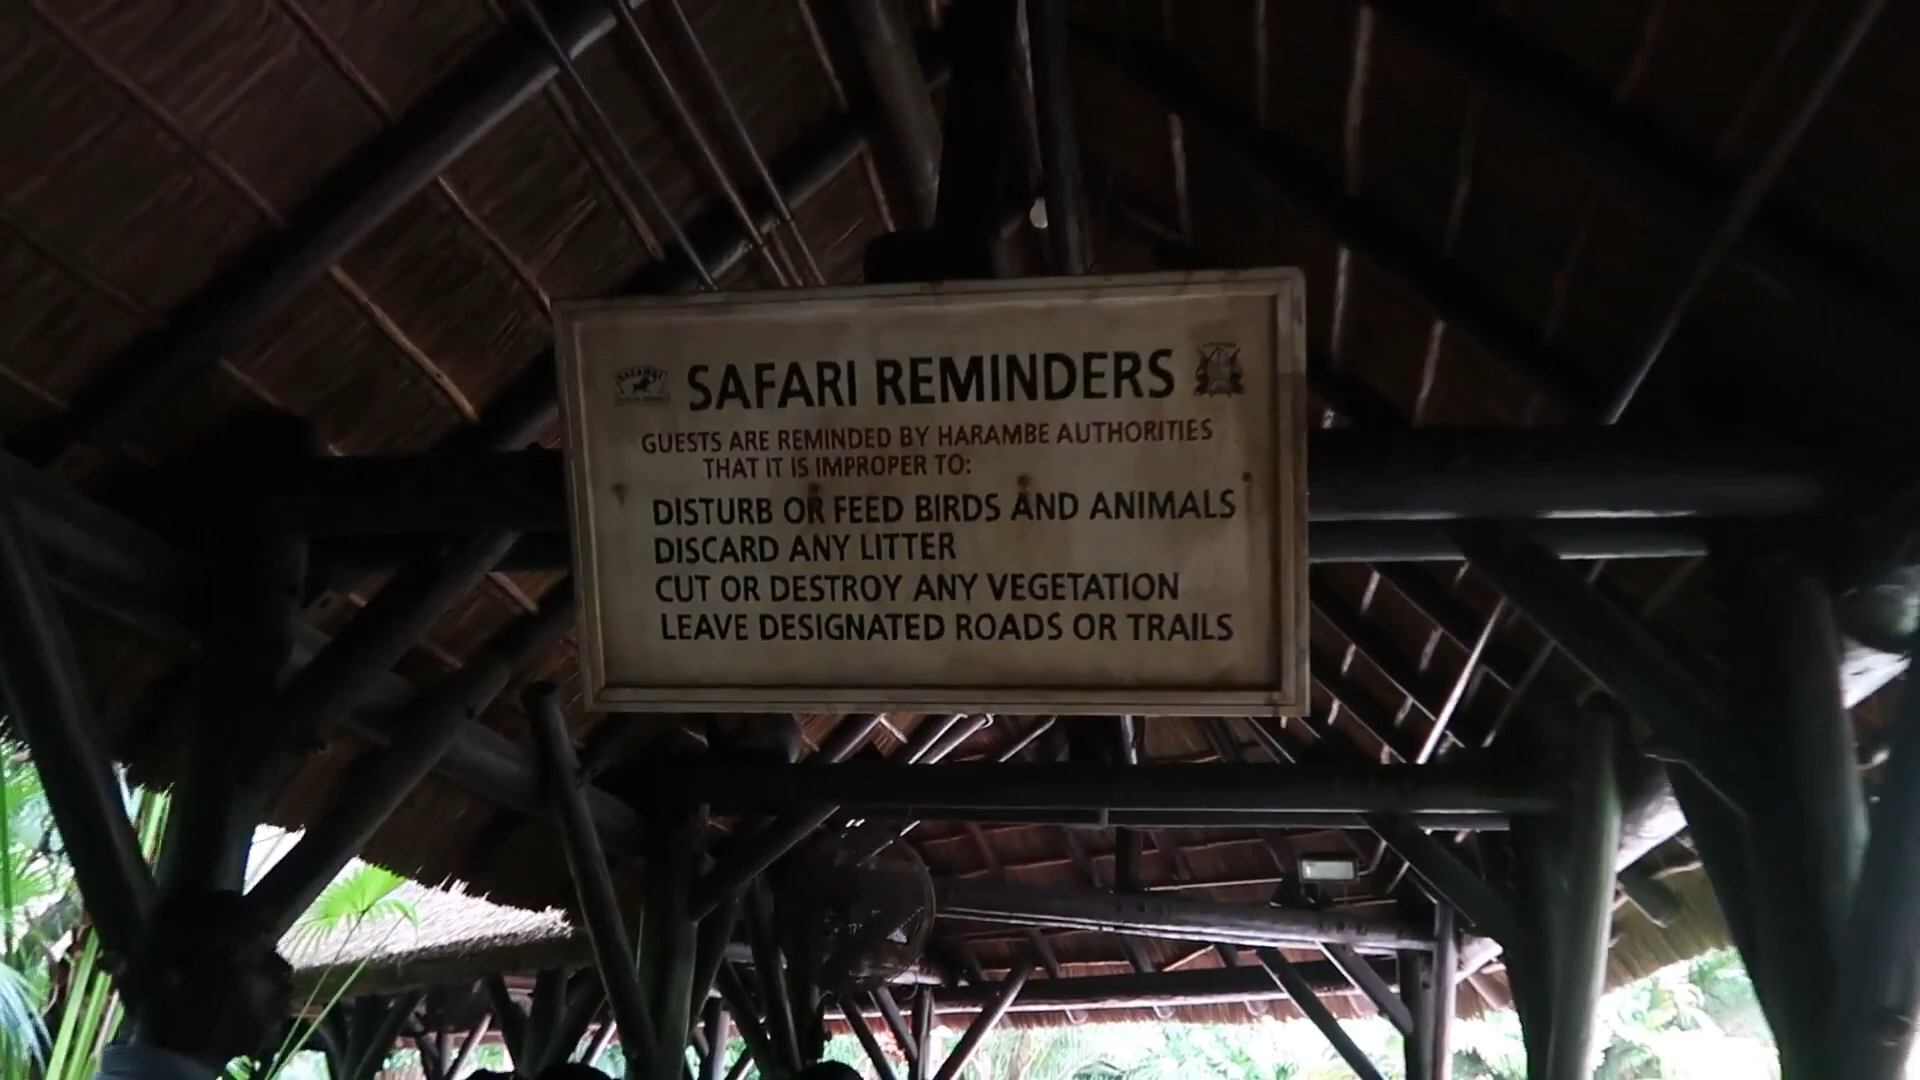 SAFARI REMINDERS
GUESTS ARE REMINDED BY HARAMBE AUTHORITIES
THAT IT IS IMPROPER TO:
DISTURB OR FEED BIRDS AND ANIMALS
DISCARD ANY LITTER
CUT OR DESTROY ANY VEGETATION
LEAVE DESIGNATED ROADS OR TRAILS